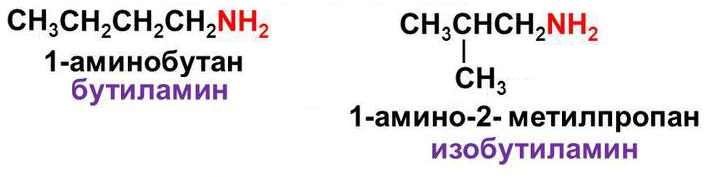 CH₃CH₂CH₂CH₂NH₂
1-аминобутан
бутиламин
CH₃CHCH₂NH₂
CH₃
1-амино-2- метилпропан
изобутиламин